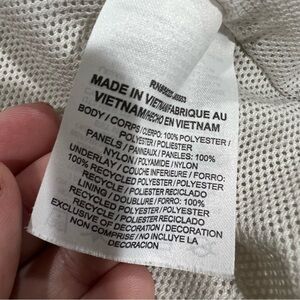 MADE IN VIETNAM/FABRIQUE AU
VIETNAM/HECHO EN VIETNAM
BODY / CORPS / CUERPO: 100% POLYESTER /
POLYESTER / POLIESTER
PANELS / PANNEAUX / PANELES: 100%
NYLON / POLYAMIDE / NYLON
UNDERLAY / COUCHE INFERIEURE / FORRO:
100% RECYCLED POLYESTER / POLYESTER
RECYCLE / POLIESTER RECICLADO
LINING / DOUBLURE / FORRO: 100%
RECYCLED POLYESTER / POLYESTER
RECYCLE / POLIESTER RECICLADO
EXCLUSIVE OF DECORATION / DECORATION
NON COMPRISE / NO INCLUYE LA
DECORACION